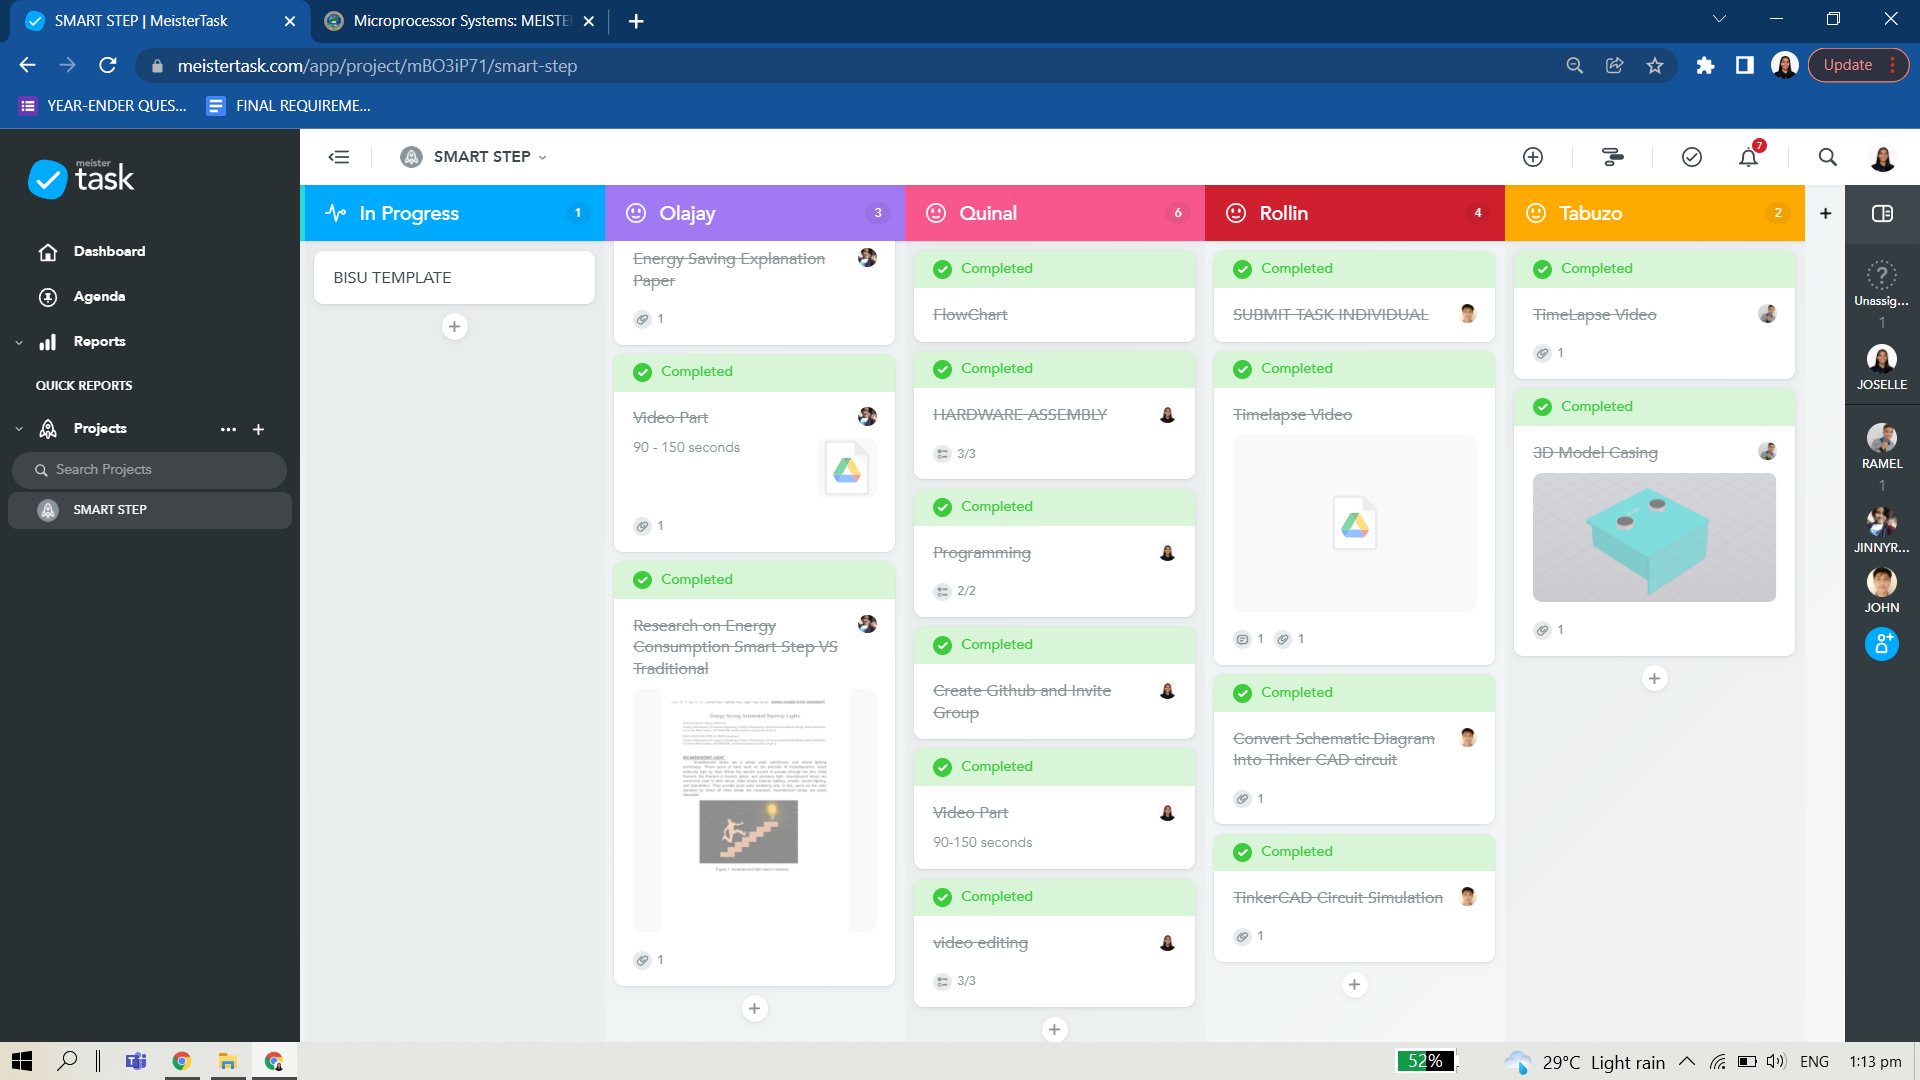 SMART STEP | MeisterTask
Microprocessor Systems: MEISTE
meistertask.com/app/project/mBO3iP71/smart-step
Update
YEAR-ENDER QUES...
FINAL REQUIREME...
meister
task
SMART STEP
7
Dashboard
Agenda
Reports
QUICK REPORTS
Projects
Search Projects
SMART STEP
In Progress 1
BISU TEMPLATE
Olajay 3
Energy Saving Explanation
Paper
1
Completed
Video Part
90 - 150 seconds
1
Completed
Research on Energy
Consumption Smart Step VS
Traditional
Energy Saving Automated Stairway Lights
INCANDESCENT LIGHT
1
Quinal 6
Completed
FlowChart
Completed
HARDWARE ASSEMBLY
3/3
Completed
Programming
2/2
Completed
Create Github and Invite
Group
Completed
Video Part
90-150 seconds
Completed
video editing
3/3
Rollin 4
Completed
SUBMIT TASK INDIVIDUAL
Completed
Timelapse Video
1 1
Completed
Convert Schematic Diagram
Into Tinker CAD circuit
1
Completed
TinkerCAD Circuit Simulation
1
Tabuzo 2
Completed
TimeLapse Video
1
Completed
3D Model Casing
1
Unassig...
1
JOSELLE
RAMEL
1
JINNYR...
JOHN
52%
29°C Light rain
ENG
1:13 pm